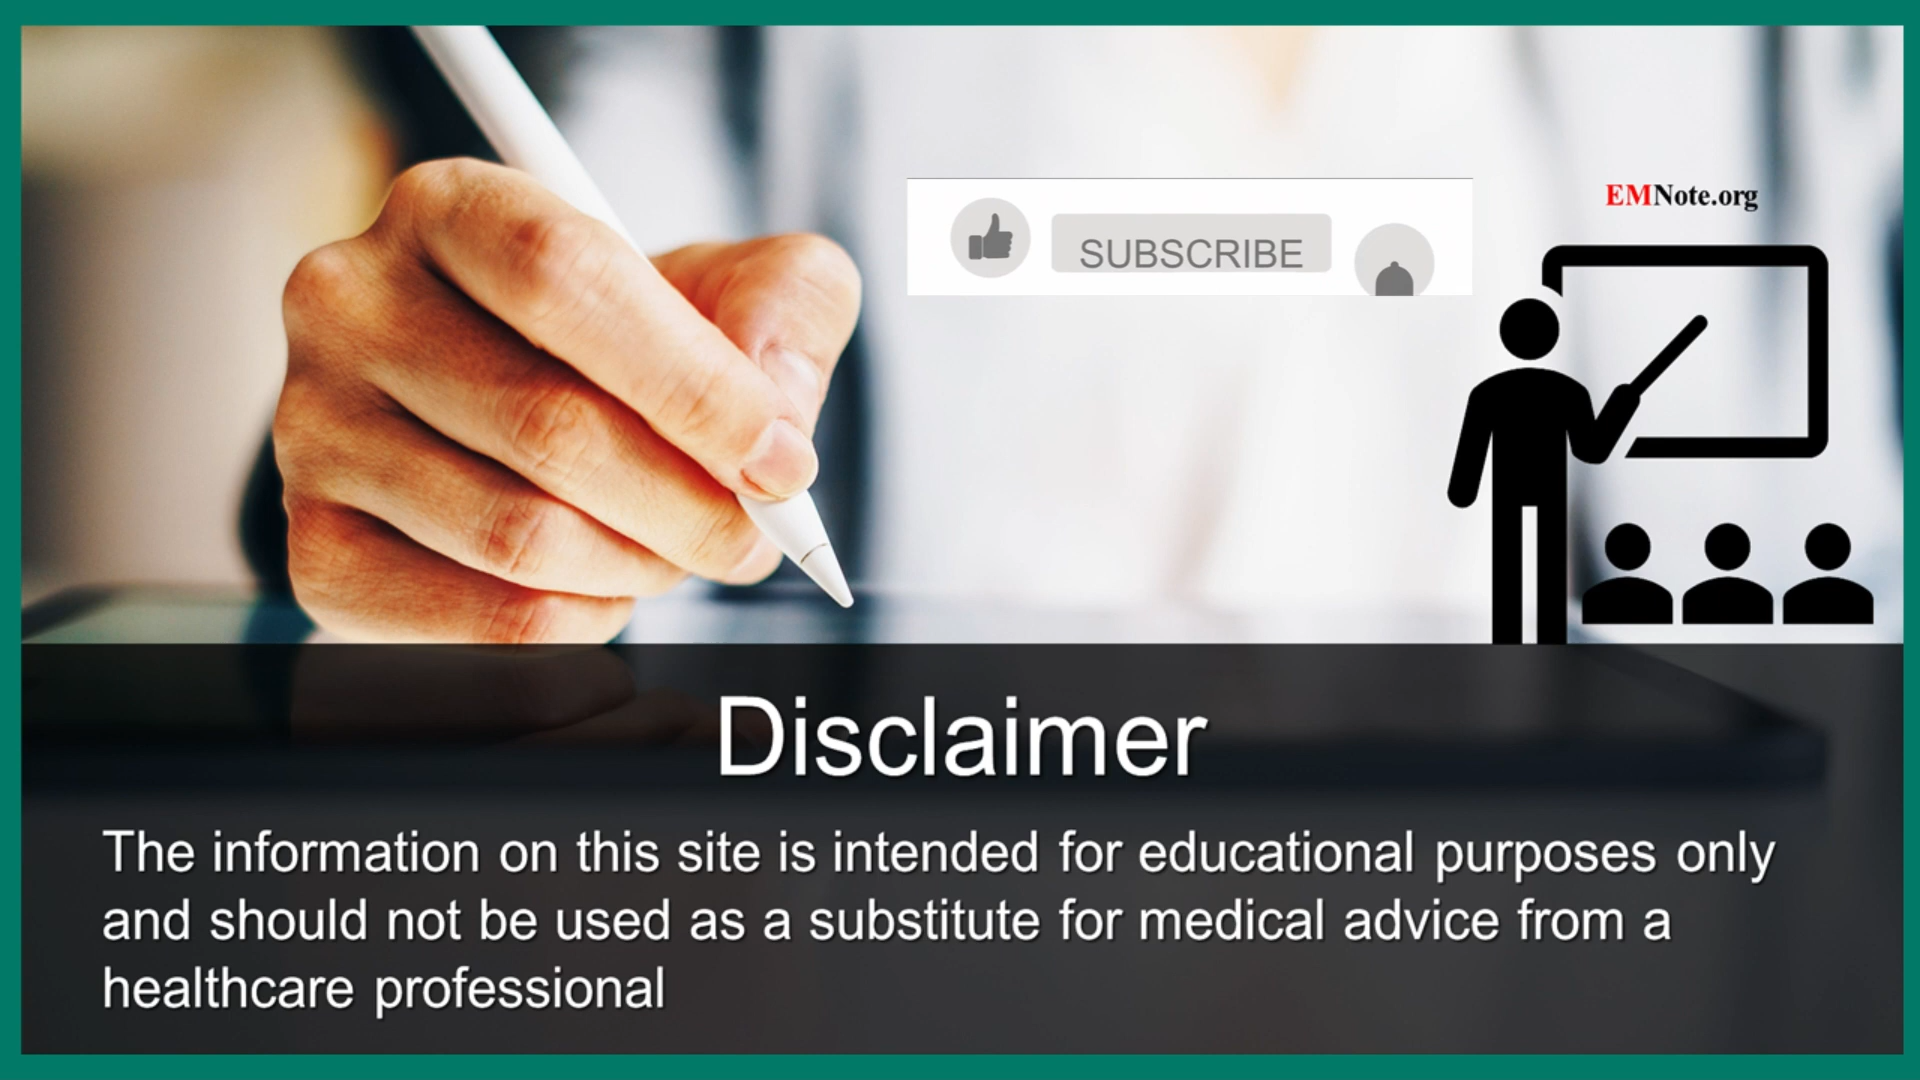 SUBSCRIBE
EMNote.org
Disclaimer
The information on this site is intended for educational purposes only
and should not be used as a substitute for medical advice from a
healthcare professional